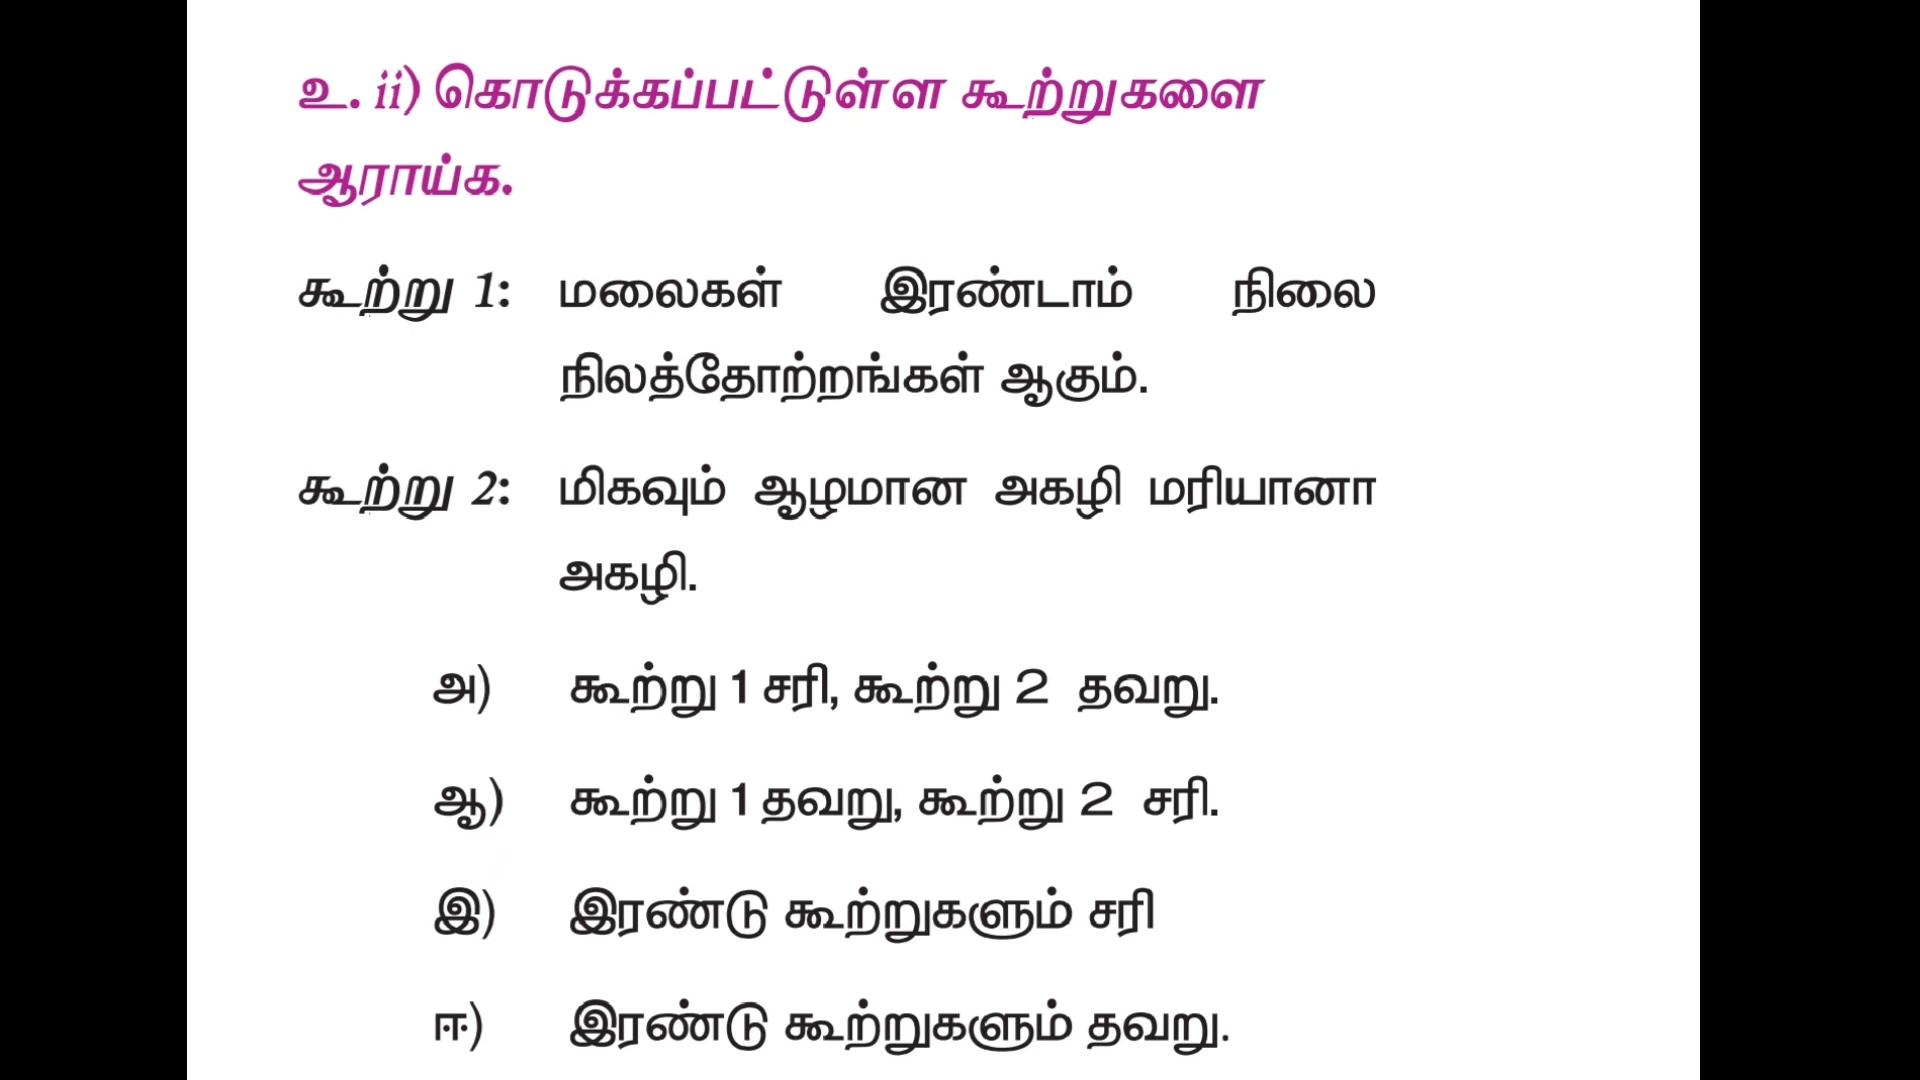 உ. ii) கொடுக்கப்பட்டுள்ள கூற்றுகளை
ஆராய்க.
கூற்று 1: மலைகள் இரண்டாம் நிலை
நிலத்தோற்றங்கள் ஆகும்.
கூற்று 2: மிகவும் ஆழமான அகழி மரியானா
அகழி.
அ) கூற்று 1 சரி, கூற்று 2 தவறு.
ஆ) கூற்று 1 தவறு, கூற்று 2 சரி.
இ) இரண்டு கூற்றுகளும் சரி
ஈ) இரண்டு கூற்றுகளும் தவறு.